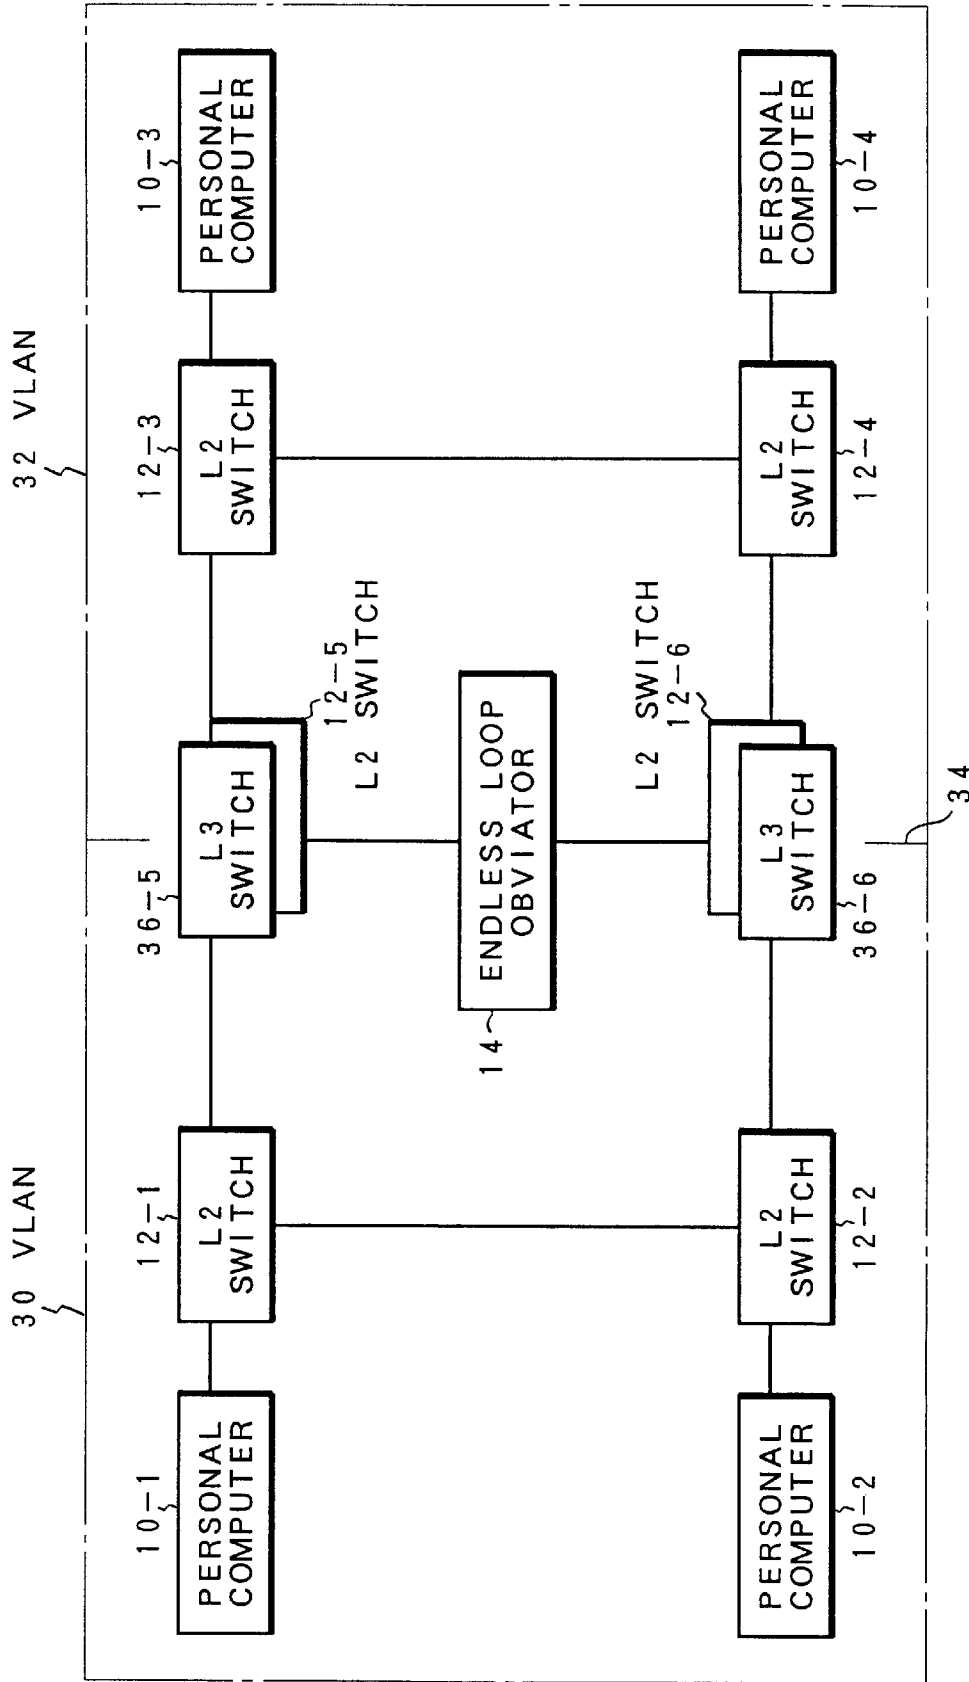 30 VLAN
32 VLAN
10-1
PERSONAL
COMPUTER
12-1
L2
SWITCH
36-5
L3
SWITCH
12-5
L2 SWITCH
12-3
L2
SWITCH
10-3
PERSONAL
COMPUTER
14
ENDLESS LOOP
OBVIATOR
L2 SWITCH
12-6
PERSONAL
COMPUTER
10-2
L2
SWITCH
12-2
L3
SWITCH
36-6
L2
SWITCH
12-4
PERSONAL
COMPUTER
10-4
34